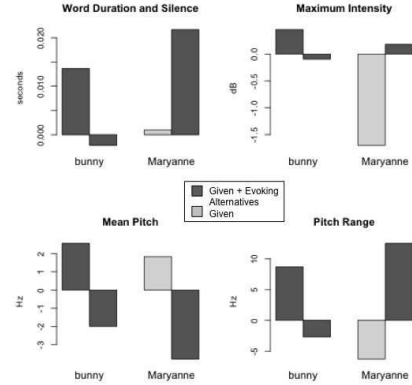 Word Duration and Silence
seconds
0.020
0.010
0.000
bunny
Maryanne
Maximum Intensity
dB
0.0
-0.5
-1.0
-1.5
bunny
Maryanne
Given + Evoking
Alternatives
Given
Mean Pitch
Hz
2
1
0
-1
-2
-3
bunny
Maryanne
Pitch Range
Hz
10
5
0
-5
bunny
Maryanne